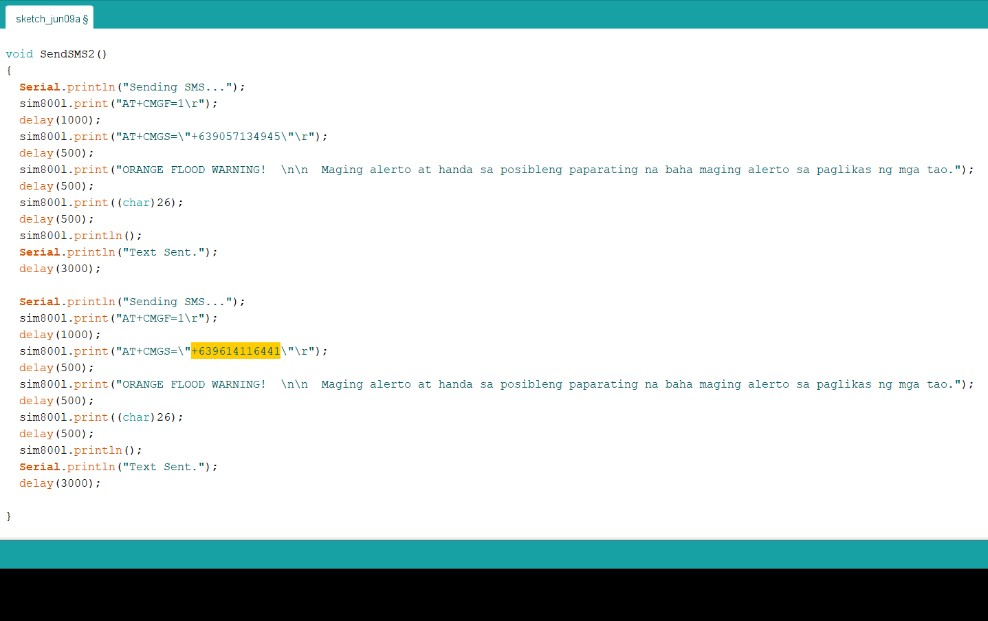 sketch_jun09a §
void SendSMS2()
{
Serial.println("Sending SMS...");
sim800l.print("AT+CMGF=1\r");
delay(1000);
sim800l.print("AT+CMGS=\"+639057134945\"\r");
delay(500);
sim800l.print("ORANGE FLOOD WARNING!  \n\n  Maging alerto at handa sa posibleng paparating na baha maging alerto sa paglikas ng mga tao.");
delay(500);
sim800l.print((char)26);
delay(500);
sim800l.println();
Serial.println("Text Sent.");
delay(3000);
Serial.println("Sending SMS...");
sim800l.print("AT+CMGF=1\r");
delay(1000);
sim800l.print("AT+CMGS=\"+639614116441\"\r");
delay(500);
sim800l.print("ORANGE FLOOD WARNING!  \n\n  Maging alerto at handa sa posibleng paparating na baha maging alerto sa paglikas ng mga tao.");
delay(500);
sim800l.print((char)26);
delay(500);
sim800l.println();
Serial.println("Text Sent.");
delay(3000);
}